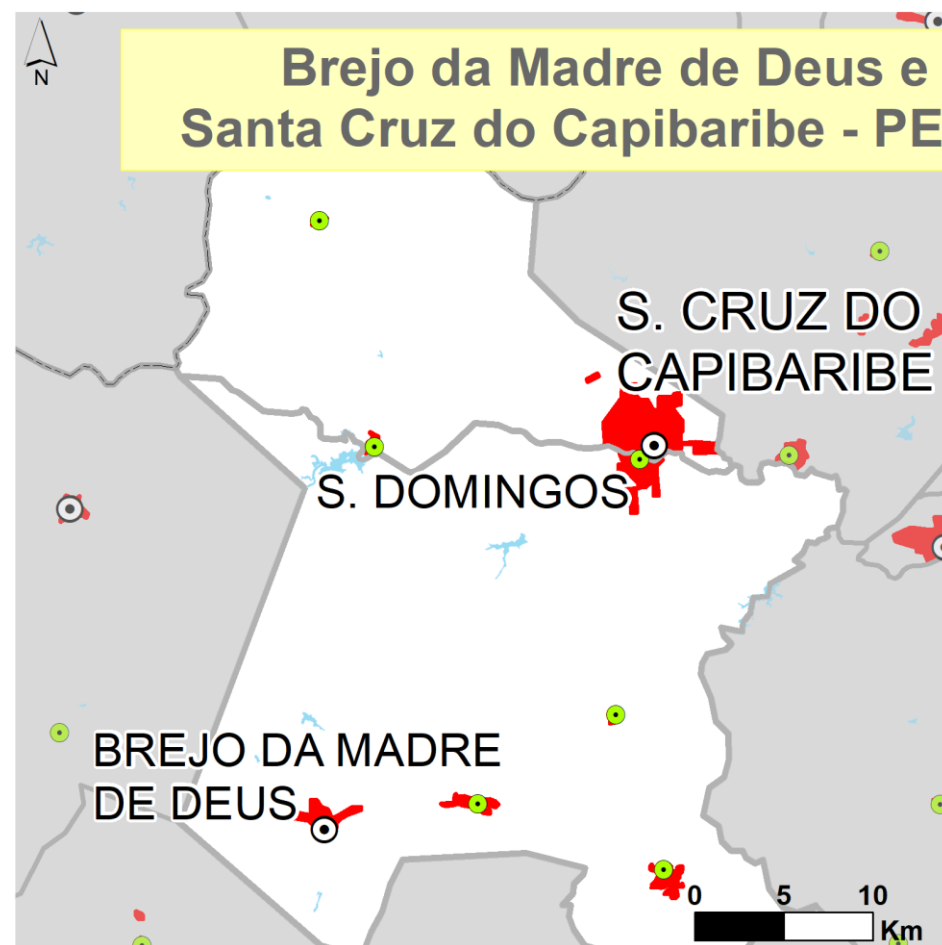 N
Brejo da Madre de Deus e
Santa Cruz do Capibaribe - PE
S. CRUZ DO
CAPIBARIBE
S. DOMINGOS
BREJO DA MADRE
DE DEUS
0 5 10
Km